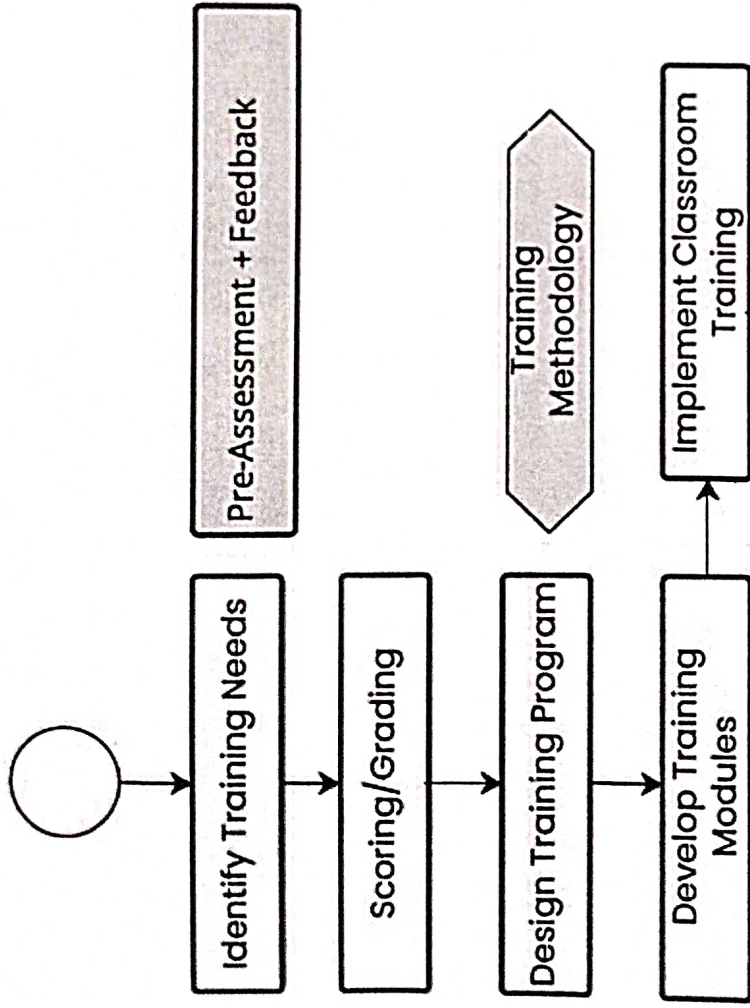 Identify Training Needs
Pre-Assessment + Feedback
Scoring/Grading
Design Training Program
Training
Methodology
Develop Training
Modules
Implement Classroom
Training